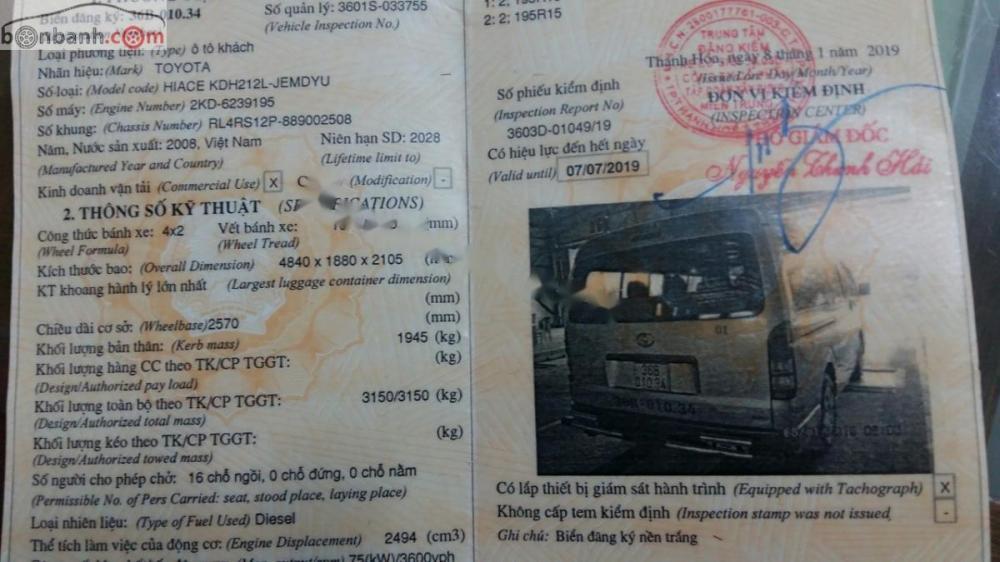 bonbanh.com
Biển đăng ký: 36B-010.34
Số quản lý: 3601S-033755
(Vehicle Inspection No.)
Loại phương tiện: (Type) ô tô khách
Nhãn hiệu: (Mark) TOYOTA
Số loại: (Model code) HIACE KDH212L-JEMDYU
Số máy: (Engine Number) 2KD-6239195
Số khung: (Chassis Number) RL4RS12P-889002508
Năm, Nước sản xuất: 2008, Việt Nam
Niên hạn SD: 2028
(Manufactured Year and Country)
(Lifetime limit to)
Kinh doanh vận tải (Commercial Use) X
(Modification) -
2. THÔNG SỐ KỸ THUẬT
Công thức bánh xe: 4x2
Vết bánh xe:
mm)
(Wheel Formula)
(Wheel Tread)
Kích thước bao: (Overall Dimension) 4840 x 1880 x 2105
KT khoang hành lý lớn nhất (Largest luggage container dimension)
(mm)
Chiều dài cơ sở: (Wheelbase)2570
(mm)
Khối lượng bản thân: (Kerb mass) 1945 (kg)
Khối lượng hàng CC theo TK/CP TGGT: (kg)
(Design/Authorized pay load)
Khối lượng toàn bộ theo TK/CP TGGT: 3150/3150 (kg)
(Design/Authorized total mass)
Khối lượng kéo theo TK/CP TGGT: (kg)
(Design/Authorized towed mass)
Số người cho phép chở: 16 chỗ ngồi, 0 chỗ đứng, 0 chỗ nằm
(Permissible No. of Pers Carried: seat, stood place, laying place)
Loại nhiên liệu: (Type of Fuel Used) Diesel
Thể tích làm việc của động cơ: (Engine Displacement) 2494 (cm3)
75(kW)/3600vph
2: 2; 195R15
Thanh Hóa, ngày 8 tháng 1 năm 2019
(Issued on: Day/Month/Year)
Số phiếu kiểm định
(Inspection Report No)
3603D-01049/19
Có hiệu lực đến hết ngày
(Valid until) 07/07/2019
ĐƠN VỊ KIỂM ĐỊNH
(INSPECTION CENTER)
TRUNG TÂM
ĐĂNG KIỂM
PHÓ GIÁM ĐỐC
Nguyễn Thanh Hải
01
36B
010.34
36B-010.34
Có lắp thiết bị giám sát hành trình (Equipped with Tachograph) X
Không cấp tem kiểm định (Inspection stamp was not issued) -
Ghi chú: Biển đăng ký nền trắng